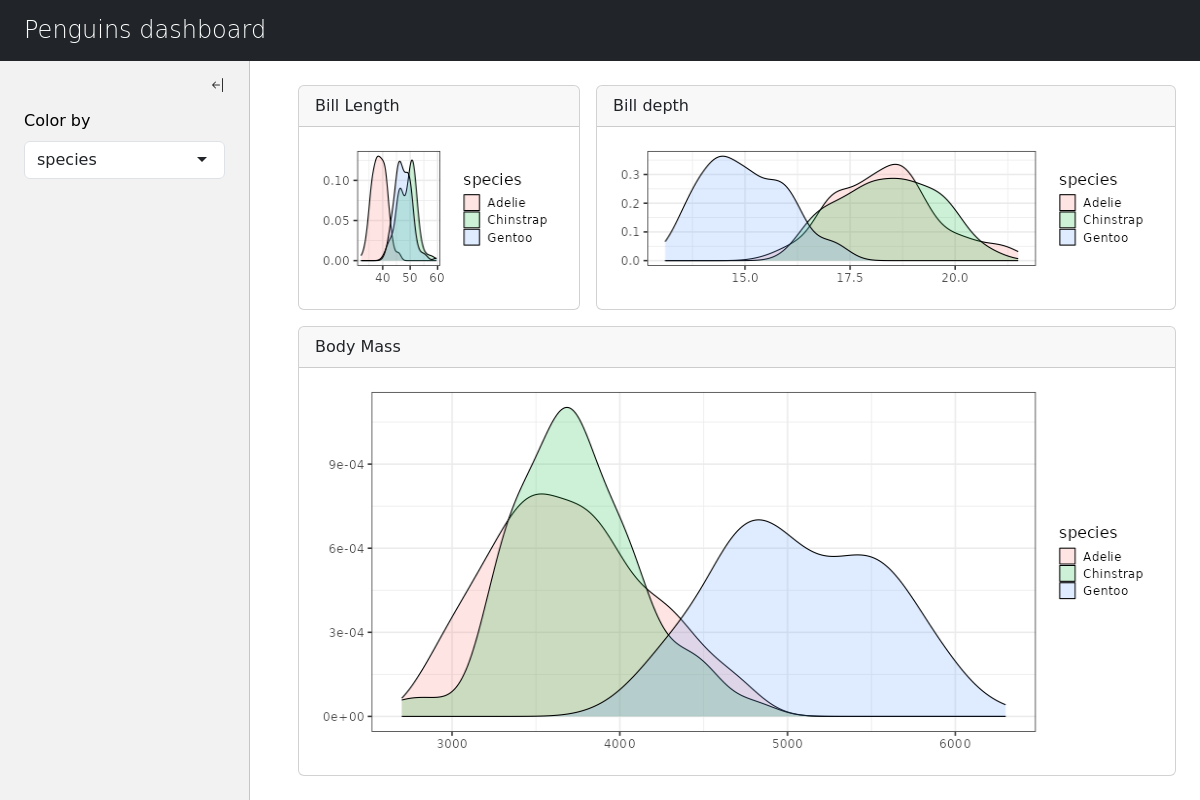 Penguins dashboard
Color by
species
Bill Length
0.10
0.05
0.00
40 50 60
species
Adelie
Chinstrap
Gentoo
Bill depth
0.3
0.2
0.1
0.0
15.0 17.5 20.0
species
Adelie
Chinstrap
Gentoo
Body Mass
9e-04
6e-04
3e-04
0e+00
3000 4000 5000 6000
species
Adelie
Chinstrap
Gentoo